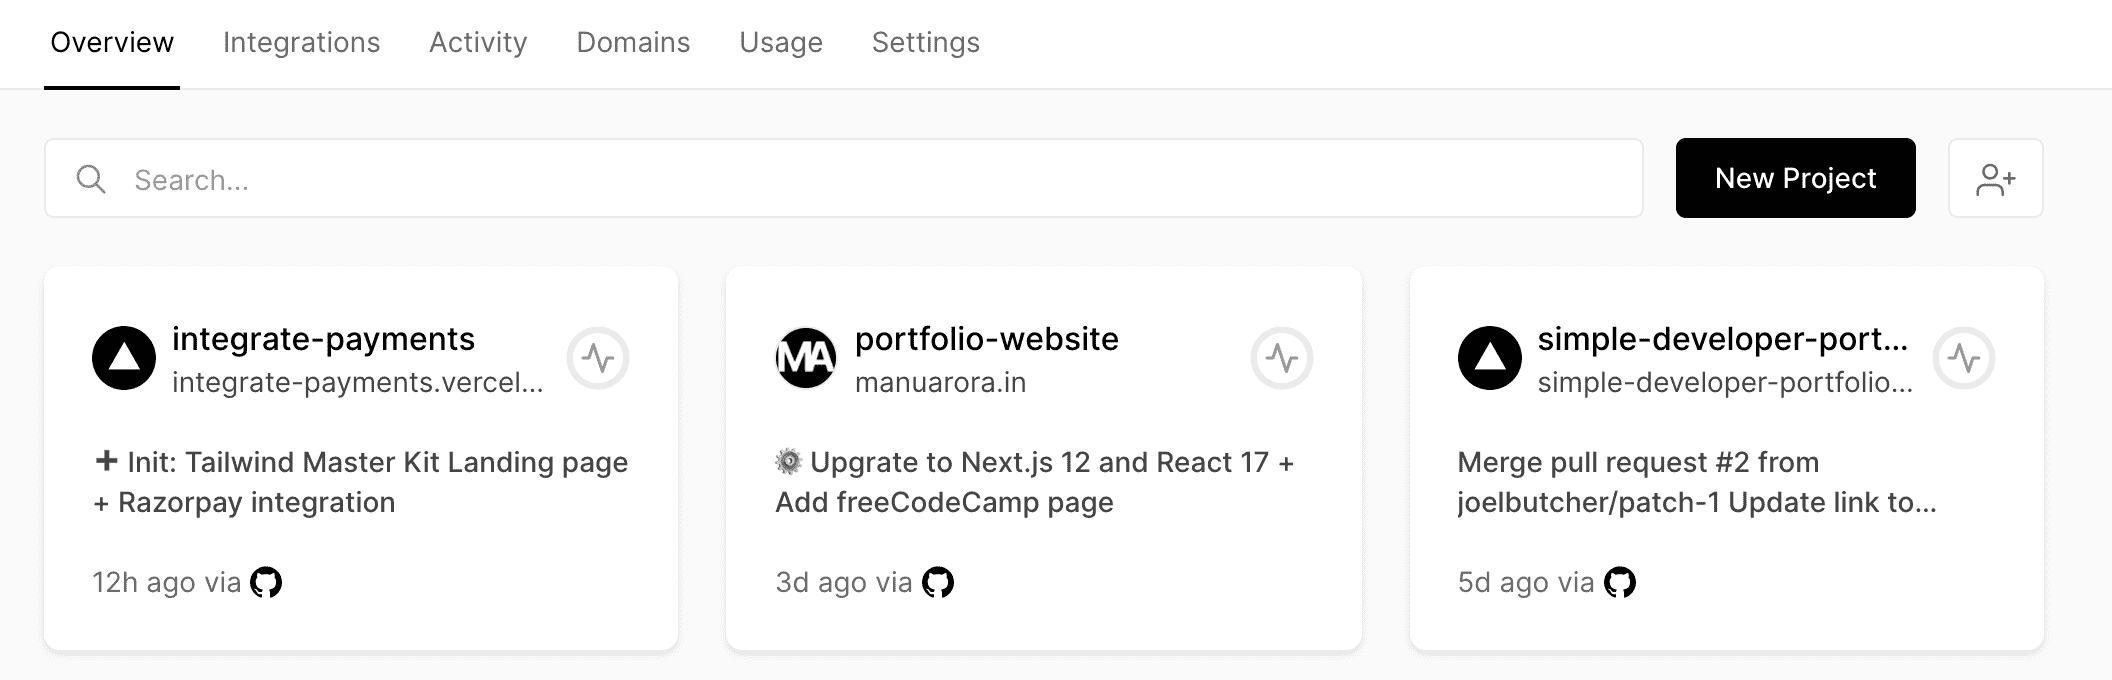 Overview Integrations Activity Domains Usage Settings
Search...
New Project
integrate-payments
integrate-payments.vercel...
+ Init: Tailwind Master Kit Landing page
+ Razorpay integration
12h ago via
MA
portfolio-website
manuarora.in
Upgrate to Next.js 12 and React 17 +
Add freeCodeCamp page
3d ago via
simple-developer-port...
simple-developer-portfolio...
Merge pull request #2 from
joelbutcher/patch-1 Update link to...
5d ago via